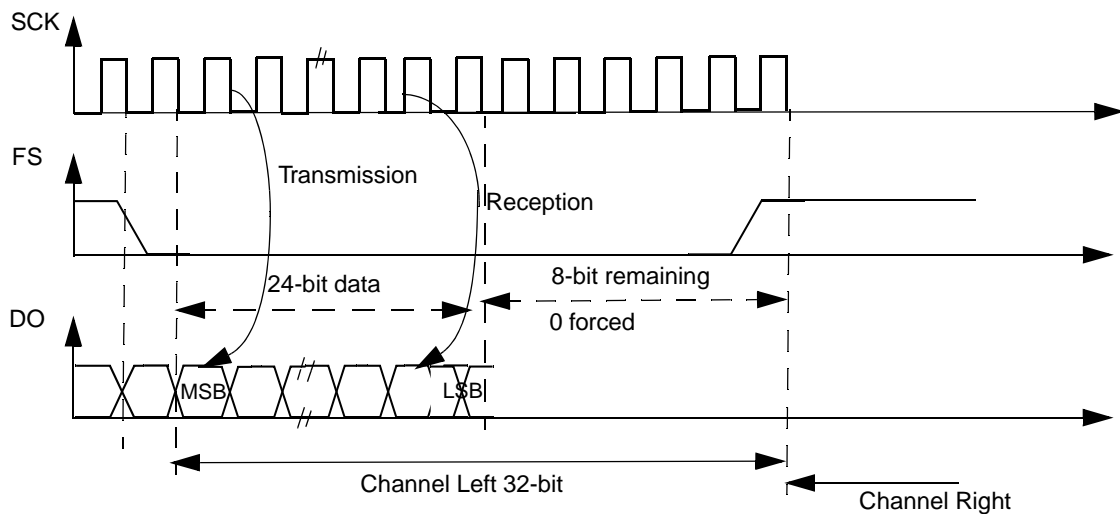 SCK
FS
Transmission
Reception
24-bit data
8-bit remaining
0 forced
DO
MSB
LSB
Channel Left 32-bit
Channel Right